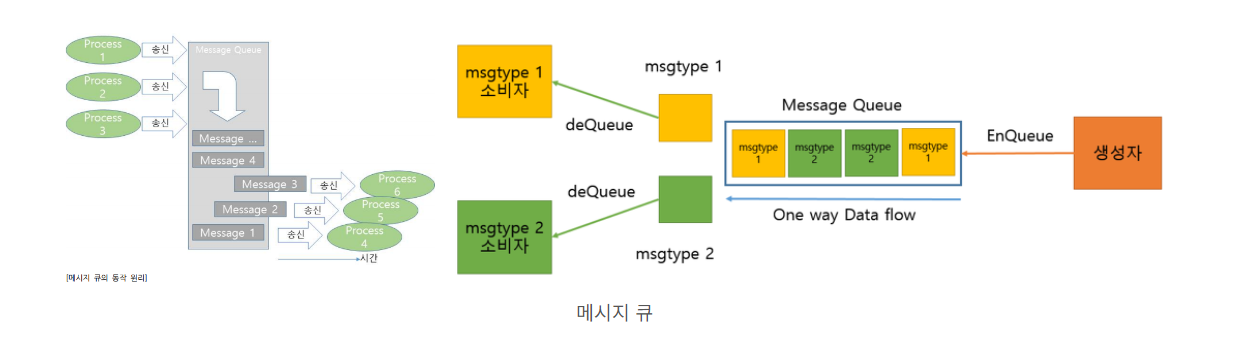 Process
1
송신
Process
2
송신
Process
3
송신
Message Queue
Message ...
Message 4
Message 3
송신
Process
6
Message 2
송신
Process
5
Message 1
송신
Process
4
시간
[메시지 큐의 동작 원리]
msgtype 1
소비자
deQueue
msgtype 1
msgtype 2
소비자
deQueue
msgtype 2
Message Queue
msgtype
1
msgtype
2
msgtype
2
msgtype
1
One way Data flow
EnQueue
생성자
메시지 큐